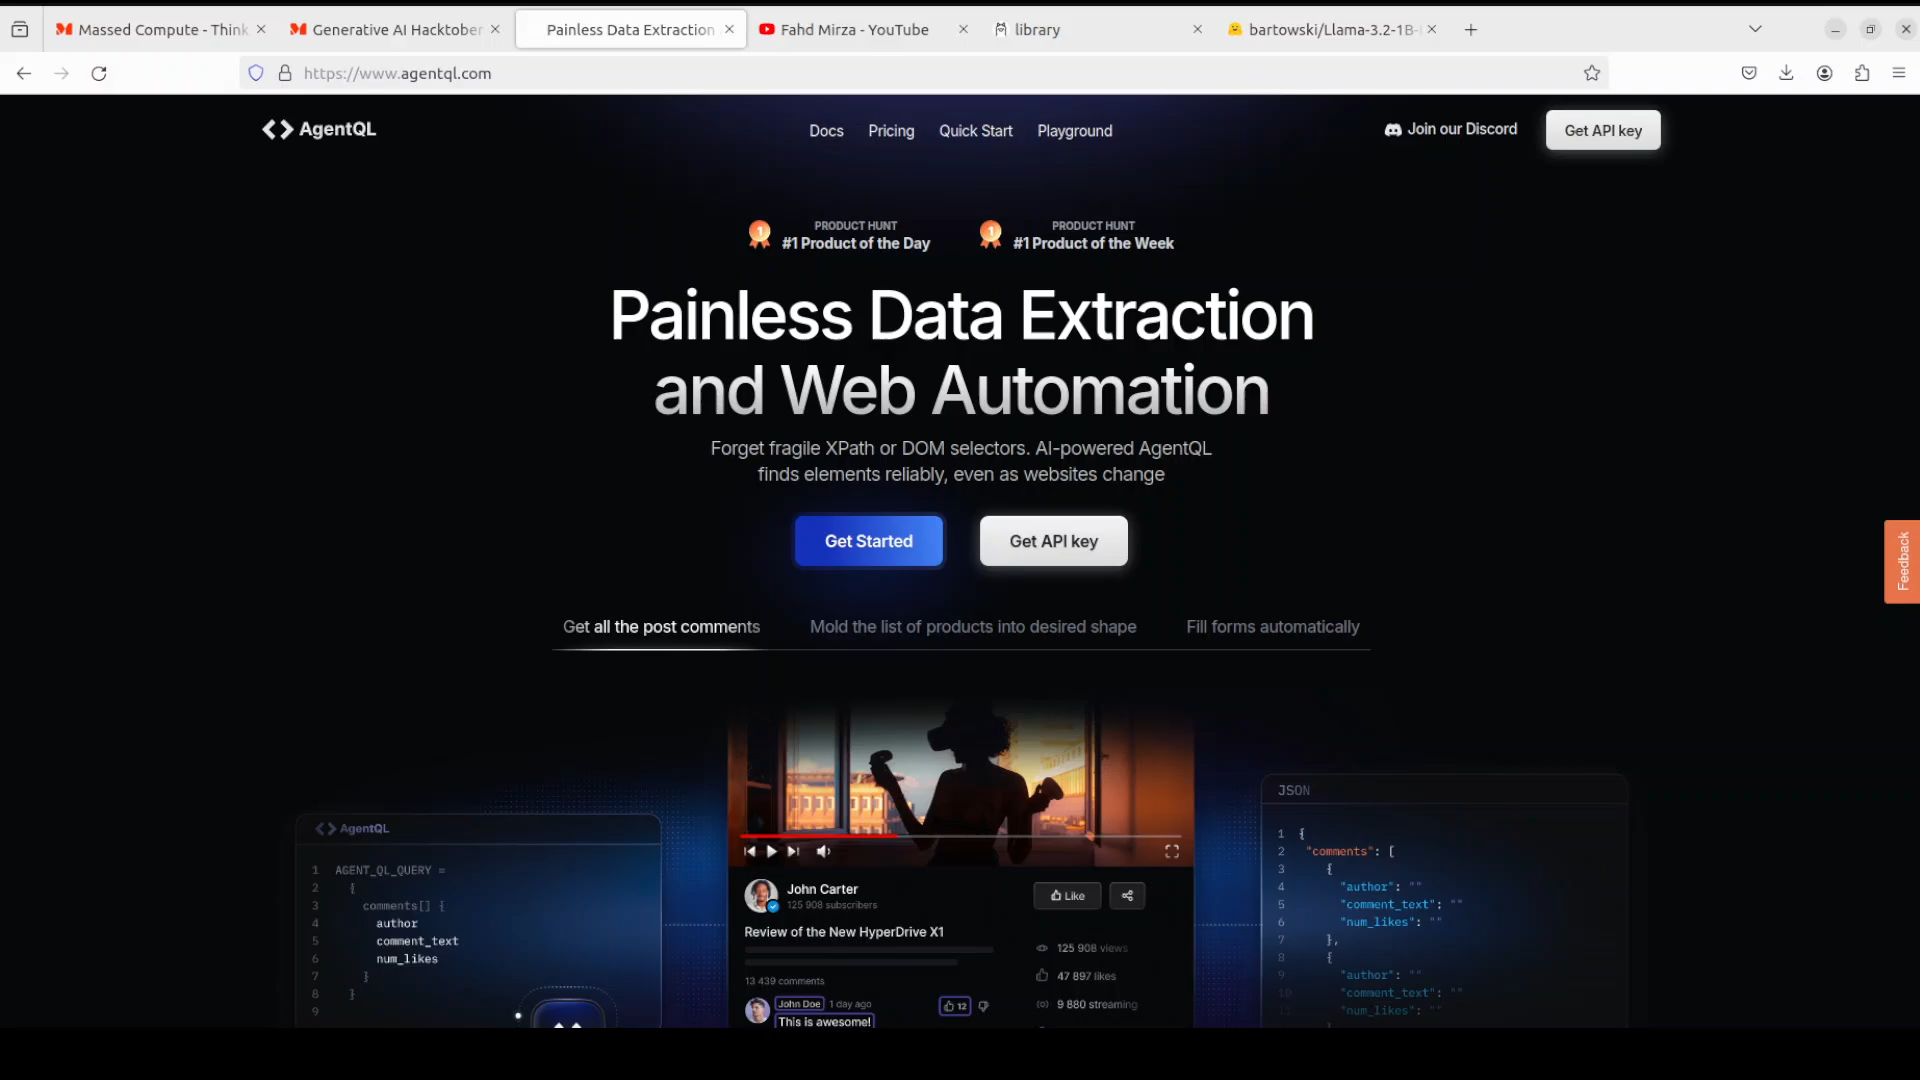 Massed Compute - Think
Generative AI Hacktober
Painless Data Extraction
Fahd Mirza - YouTube
library
bartowski/Llama-3.2-1B-
https://www.agentql.com
AgentQL
Docs
Pricing
Quick Start
Playground
Join our Discord
Get API key
PRODUCT HUNT
#1 Product of the Day
PRODUCT HUNT
#1 Product of the Week
Painless Data Extraction
and Web Automation
Forget fragile XPath or DOM selectors. AI-powered AgentQL
finds elements reliably, even as websites change
Get Started
Get API key
Feedback
Get all the post comments
Mold the list of products into desired shape
Fill forms automatically
AgentQL
1 AGENT_QL_QUERY =
2 {
3 comments[] {
4 author
5 comment_text
6 num_likes
7 }
8 }
9
John Carter
125 908 subscribers
Like
Review of the New HyperDrive X1
125 908 views
47 897 likes
9 880 streaming
13 439 comments
John Doe 1 day ago
12
This is awesome!
JSON
1 {
2 "comments": [
3 {
4 "author": ""
5 "comment_text": ""
6 "num_likes": ""
7 },
8 {
9 "author": ""
10 "comment_text": ""
11 "num_likes": ""